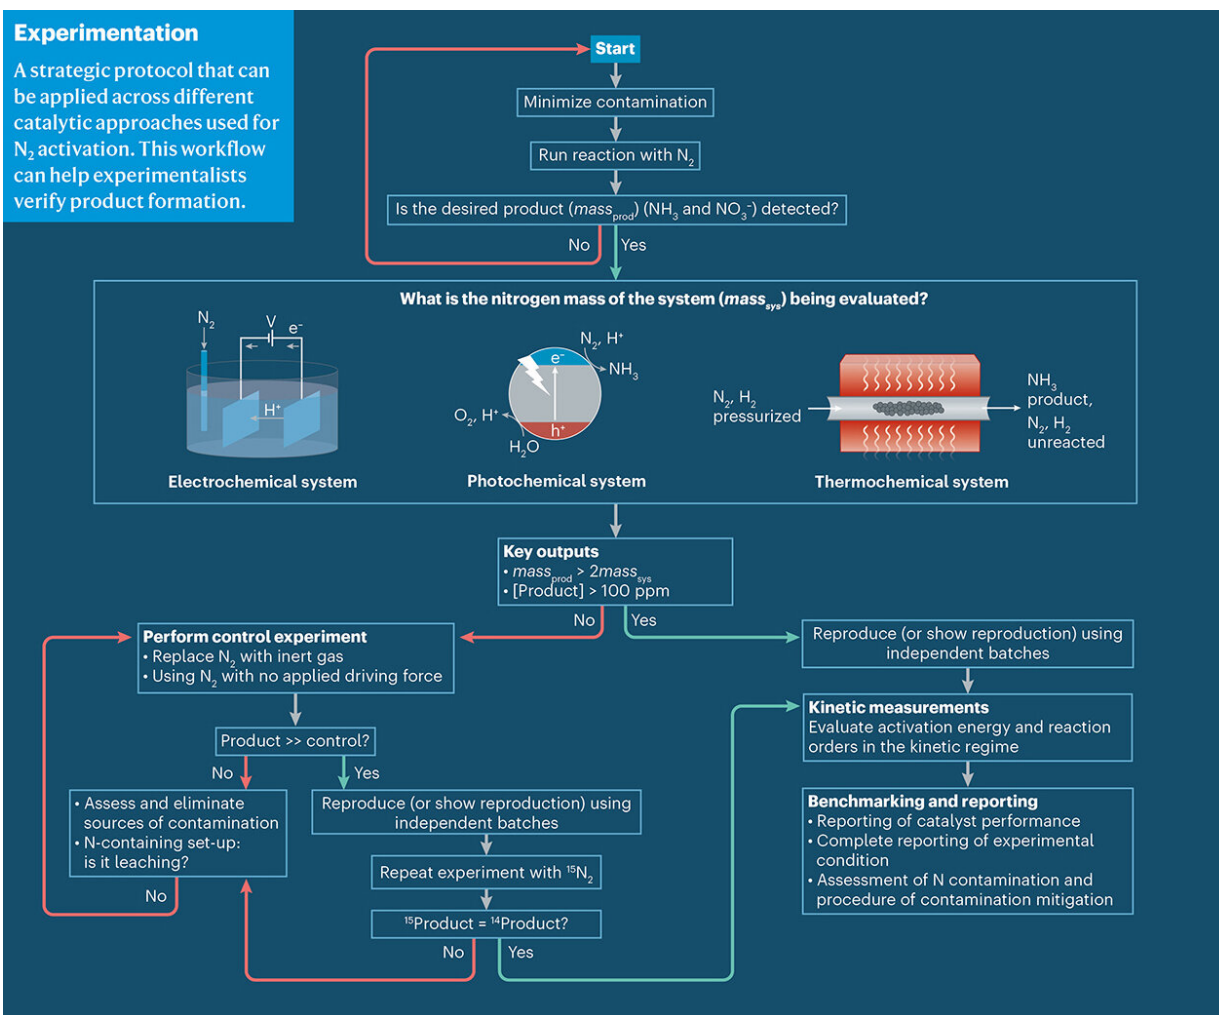 Experimentation
A strategic protocol that can
be applied across different
catalytic approaches used for
N₂ activation. This workflow
can help experimentalists
verify product formation.
Start
Minimize contamination
Run reaction with N₂
Is the desired product (mass_prod) (NH₃ and NO₃⁻) detected?
No
Yes
What is the nitrogen mass of the system (mass_sys) being evaluated?
N₂
V
e⁻
H⁺
Electrochemical system
N₂, H⁺
e⁻
NH₃
O₂, H⁺
h⁺
H₂O
Photochemical system
N₂, H₂
pressurized
NH₃
product,
N₂, H₂
unreacted
Thermochemical system
Key outputs
• mass_prod > 2mass_sys
• [Product] > 100 ppm
No
Yes
Perform control experiment
• Replace N₂ with inert gas
• Using N₂ with no applied driving force
Product >> control?
No
Yes
• Assess and eliminate
sources of contamination
• N-containing set-up:
is it leaching?
No
Reproduce (or show reproduction) using
independent batches
Repeat experiment with ¹⁵N₂
¹⁵Product = ¹⁴Product?
No
Yes
Reproduce (or show reproduction) using
independent batches
Kinetic measurements
Evaluate activation energy and reaction
orders in the kinetic regime
Benchmarking and reporting
• Reporting of catalyst performance
• Complete reporting of experimental
condition
• Assessment of N contamination and
procedure of contamination mitigation